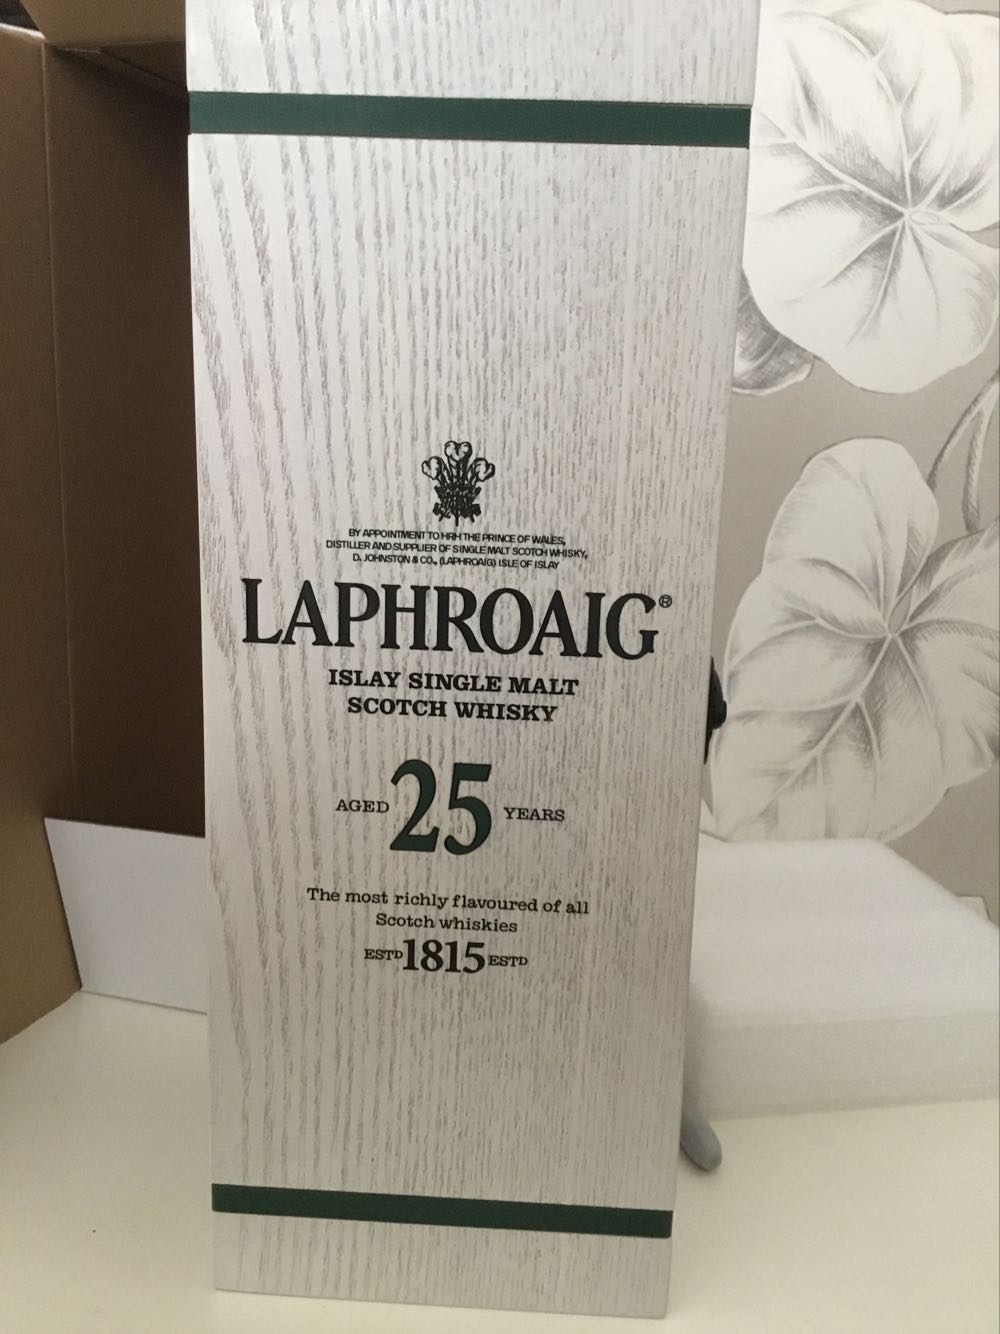 BY APPOINTMENT TO HRH THE PRINCE OF WALES,
DISTILLER AND SUPPLIER OF SINGLE MALT SCOTCH WHISKY,
D. JOHNSTON & CO., (LAPHROAIG) ISLE OF ISLAY
LAPHROAIG®
ISLAY SINGLE MALT
SCOTCH WHISKY
AGED 25 YEARS
The most richly flavoured of all
Scotch whiskies
ESTD 1815 ESTD